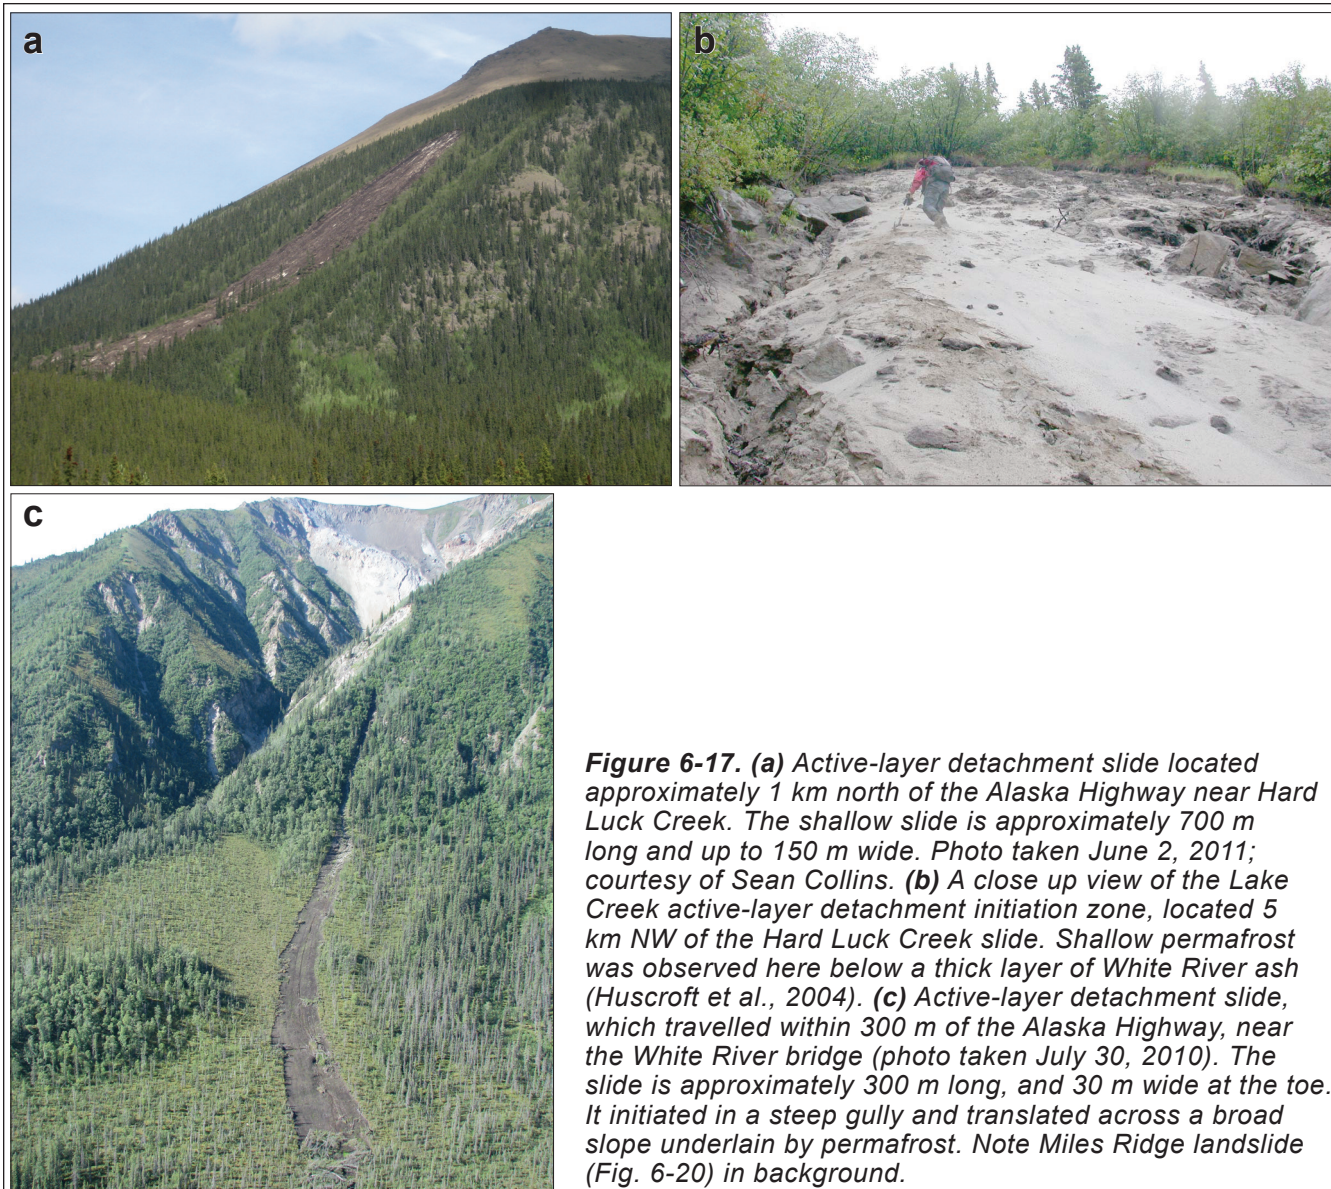 a
b
c
Figure 6-17. (a) Active-layer detachment slide located
approximately 1 km north of the Alaska Highway near Hard
Luck Creek. The shallow slide is approximately 700 m
long and up to 150 m wide. Photo taken June 2, 2011;
courtesy of Sean Collins. (b) A close up view of the Lake
Creek active-layer detachment initiation zone, located 5
km NW of the Hard Luck Creek slide. Shallow permafrost
was observed here below a thick layer of White River ash
(Huscroft et al., 2004). (c) Active-layer detachment slide,
which travelled within 300 m of the Alaska Highway, near
the White River bridge (photo taken July 30, 2010). The
slide is approximately 300 m long, and 30 m wide at the toe.
It initiated in a steep gully and translated across a broad
slope underlain by permafrost. Note Miles Ridge landslide
(Fig. 6-20) in background.